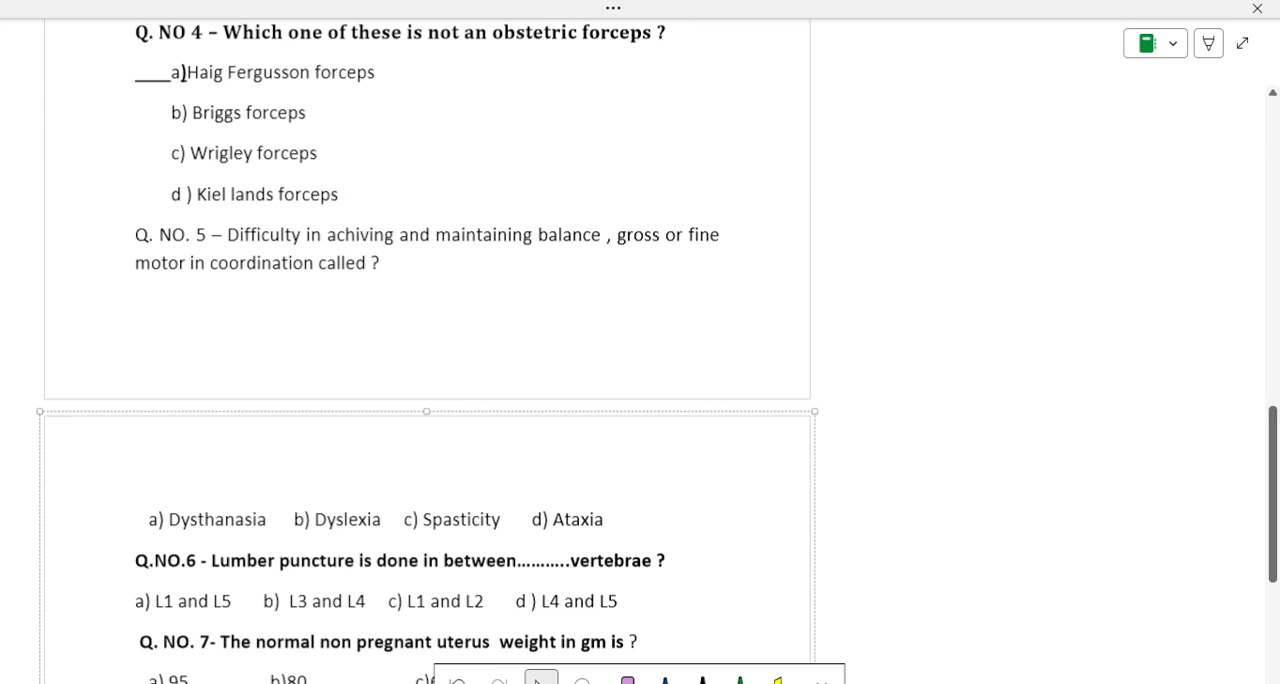 Q. NO 4 – Which one of these is not an obstetric forceps ?
____a)Haig Fergusson forceps
b) Briggs forceps
c) Wrigley forceps
d ) Kiel lands forceps
Q. NO. 5 – Difficulty in achiving and maintaining balance , gross or fine
motor in coordination called ?
a) Dysthanasia b) Dyslexia c) Spasticity d) Ataxia
Q.NO.6 - Lumber puncture is done in between..........vertebrae ?
a) L1 and L5 b) L3 and L4 c) L1 and L2 d ) L4 and L5
Q. NO. 7- The normal non pregnant uterus weight in gm is ?
a) 95 b)80